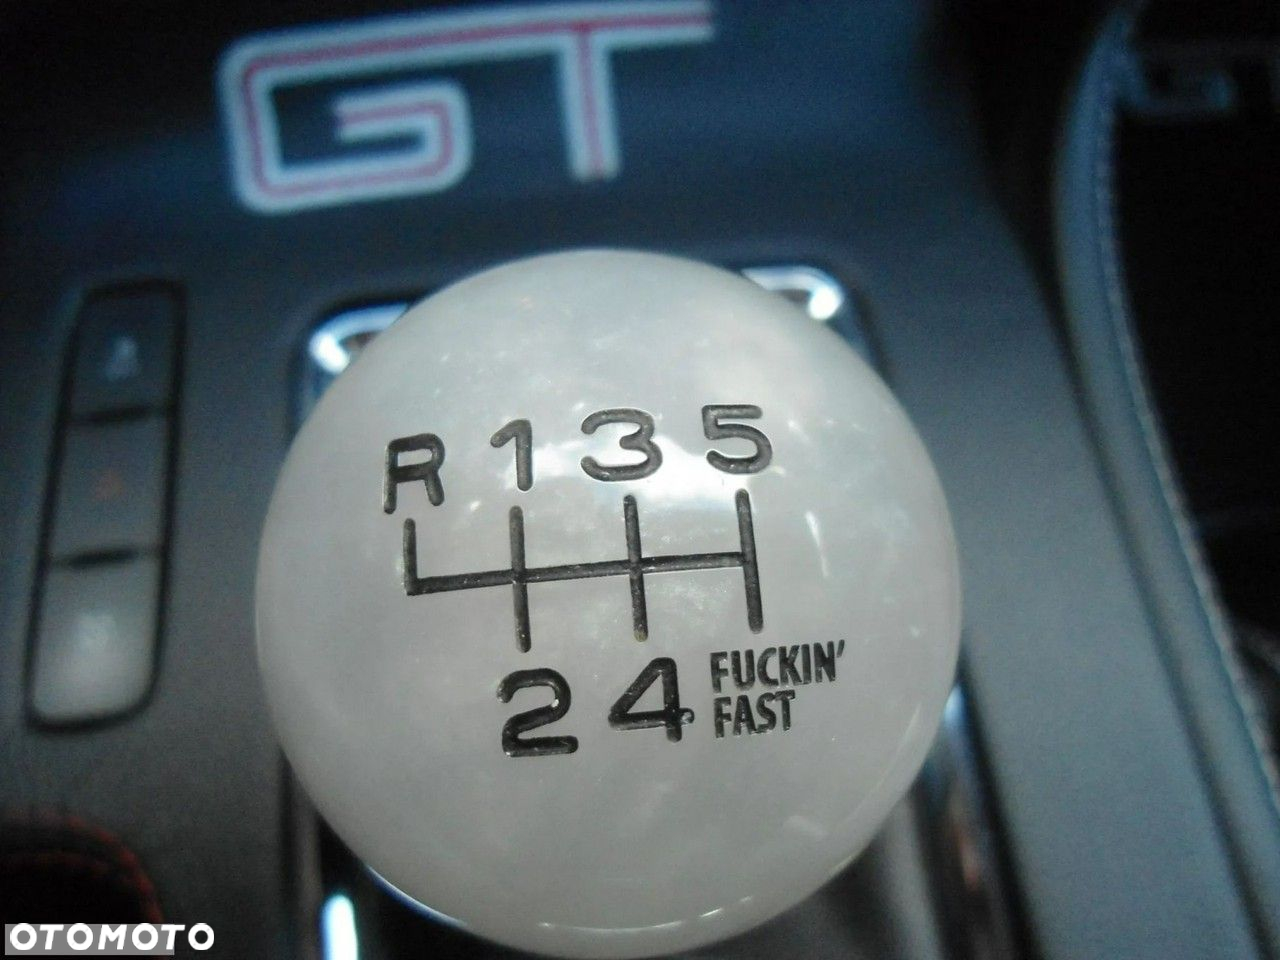 GT
R 1 3 5
2 4 FUCKIN'
FAST
OTOMOTO